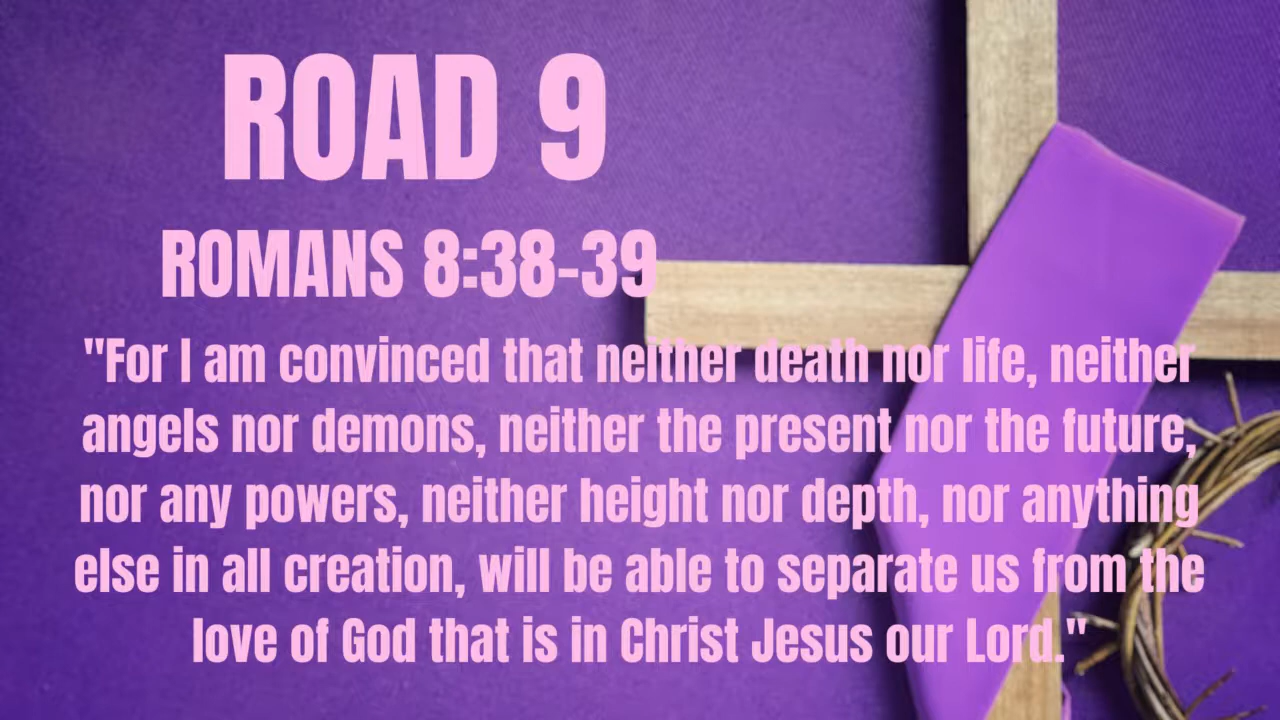 ROAD 9
ROMANS 8:38-39
"For I am convinced that neither death nor life, neither
angels nor demons, neither the present nor the future,
nor any powers, neither height nor depth, nor anything
else in all creation, will be able to separate us from the
love of God that is in Christ Jesus our Lord."